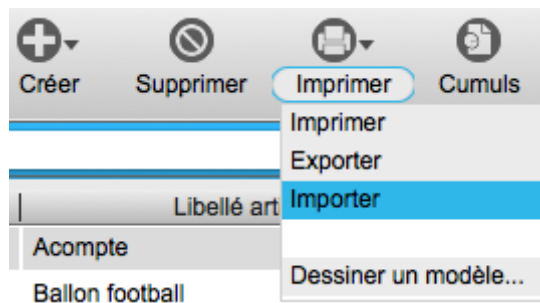 Créer Supprimer Imprimer Cumuls
Imprimer
Exporter
Importer
Libellé art
Acompte
Dessiner un modèle...
Ballon football